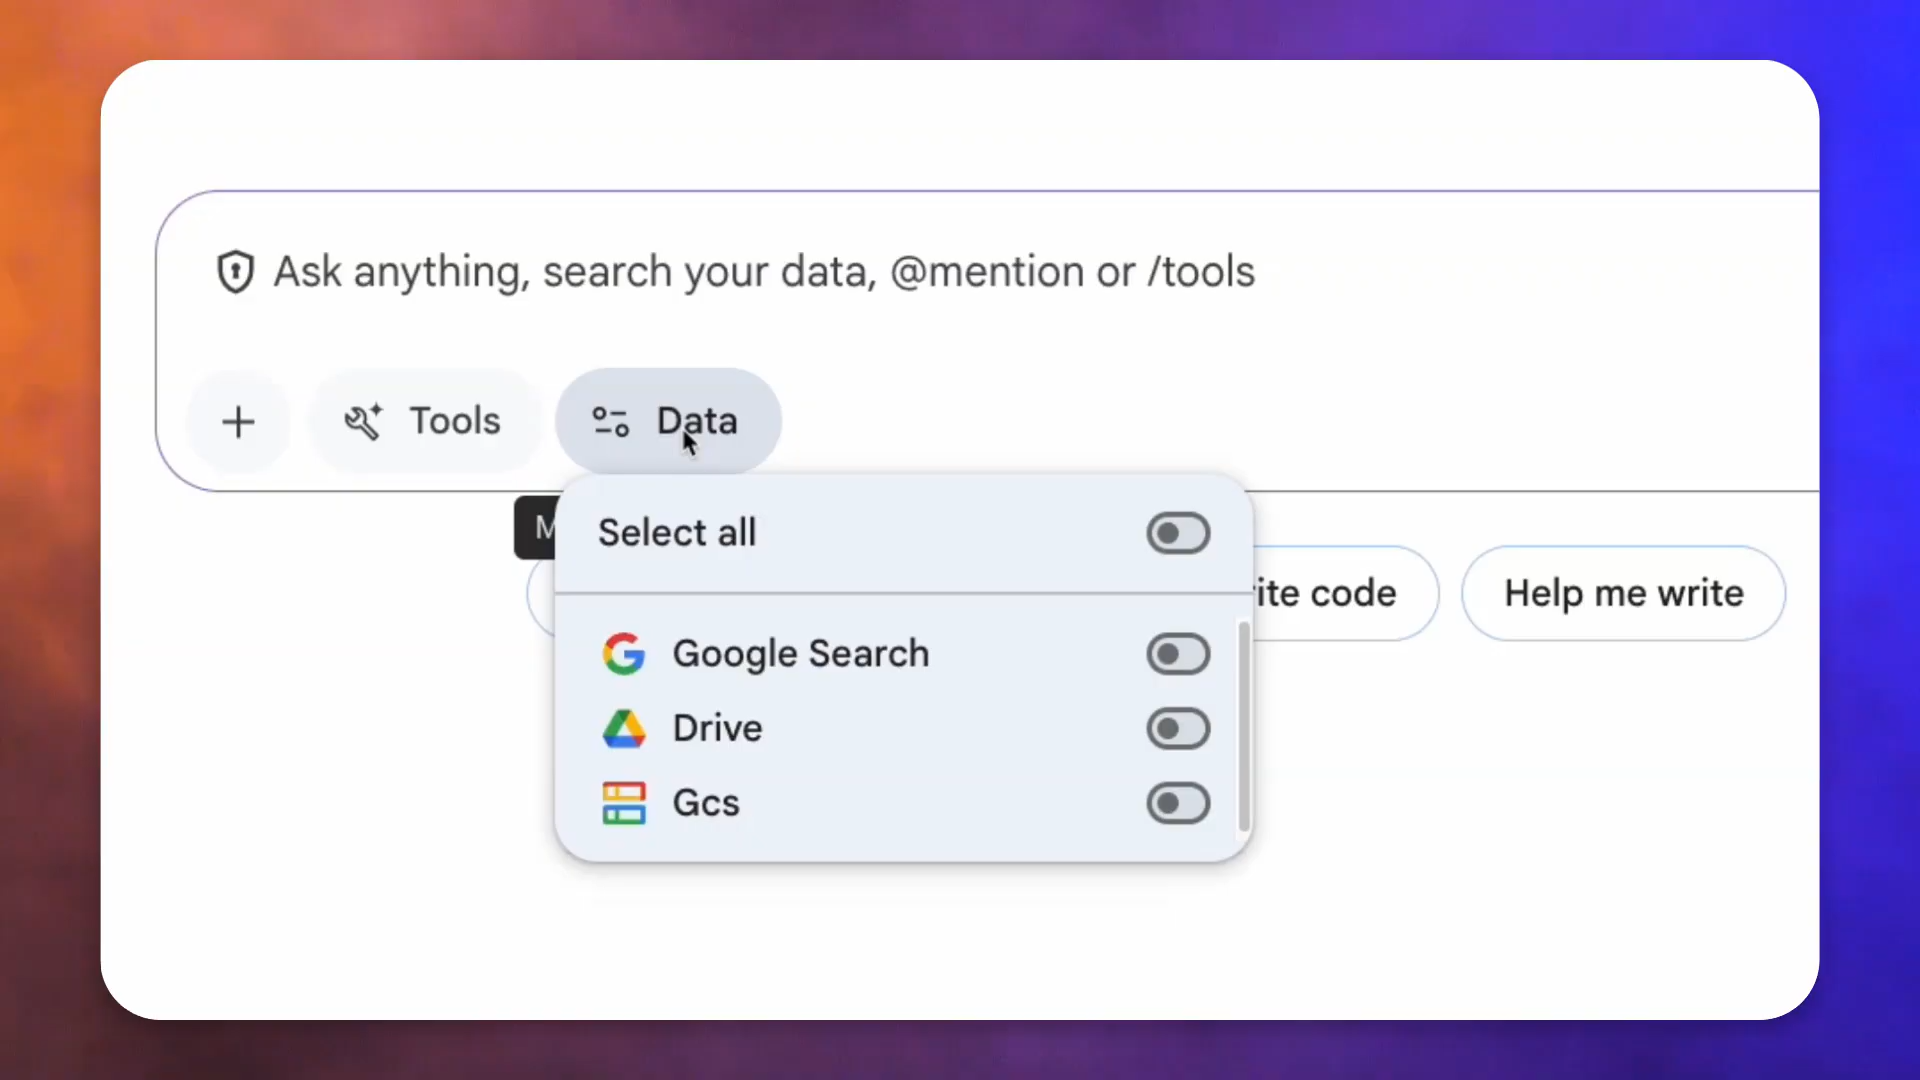 Ask anything, search your data, @mention or /tools
Tools
Data
Select all
ite code
Help me write
Google Search
Drive
Gcs